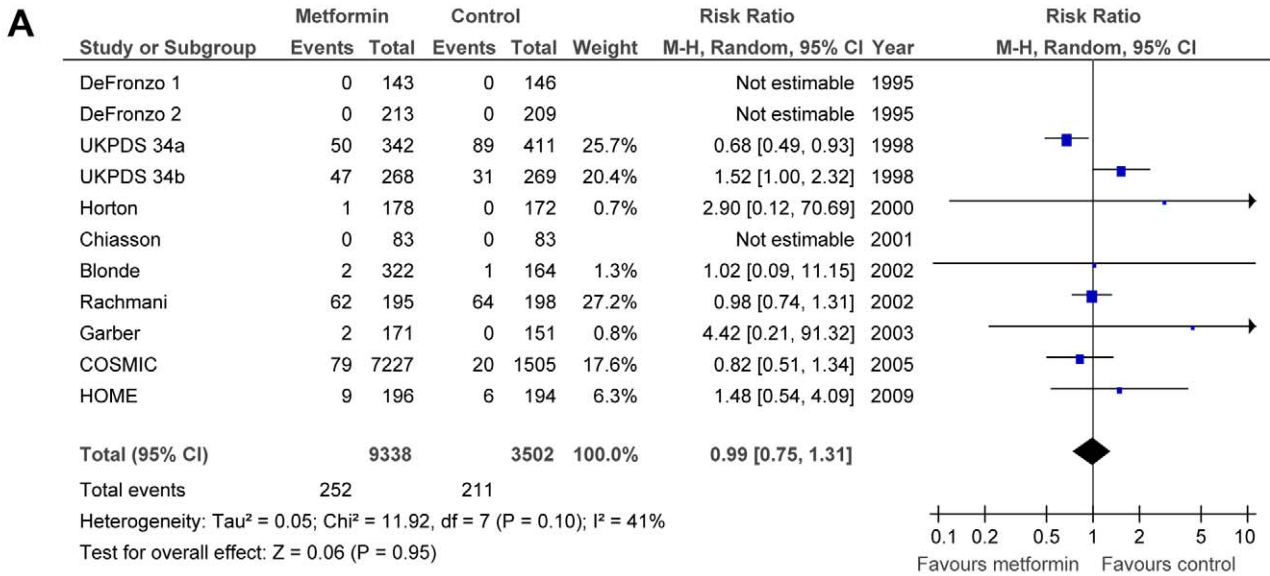 A
Metformin Control Risk Ratio Risk Ratio
Study or Subgroup Events Total Events Total Weight M-H, Random, 95% CI Year M-H, Random, 95% CI
DeFronzo 1 0 143 0 146 Not estimable 1995
DeFronzo 2 0 213 0 209 Not estimable 1995
UKPDS 34a 50 342 89 411 25.7% 0.68 [0.49, 0.93] 1998
UKPDS 34b 47 268 31 269 20.4% 1.52 [1.00, 2.32] 1998
Horton 1 178 0 172 0.7% 2.90 [0.12, 70.69] 2000
Chiasson 0 83 0 83 Not estimable 2001
Blonde 2 322 1 164 1.3% 1.02 [0.09, 11.15] 2002
Rachmani 62 195 64 198 27.2% 0.98 [0.74, 1.31] 2002
Garber 2 171 0 151 0.8% 4.42 [0.21, 91.32] 2003
COSMIC 79 7227 20 1505 17.6% 0.82 [0.51, 1.34] 2005
HOME 9 196 6 194 6.3% 1.48 [0.54, 4.09] 2009
Total (95% CI) 9338 3502 100.0% 0.99 [0.75, 1.31]
Total events 252 211
Heterogeneity: Tau² = 0.05; Chi² = 11.92, df = 7 (P = 0.10); I² = 41%
Test for overall effect: Z = 0.06 (P = 0.95)
0.1 0.2 0.5 1 2 5 10
Favours metformin Favours control